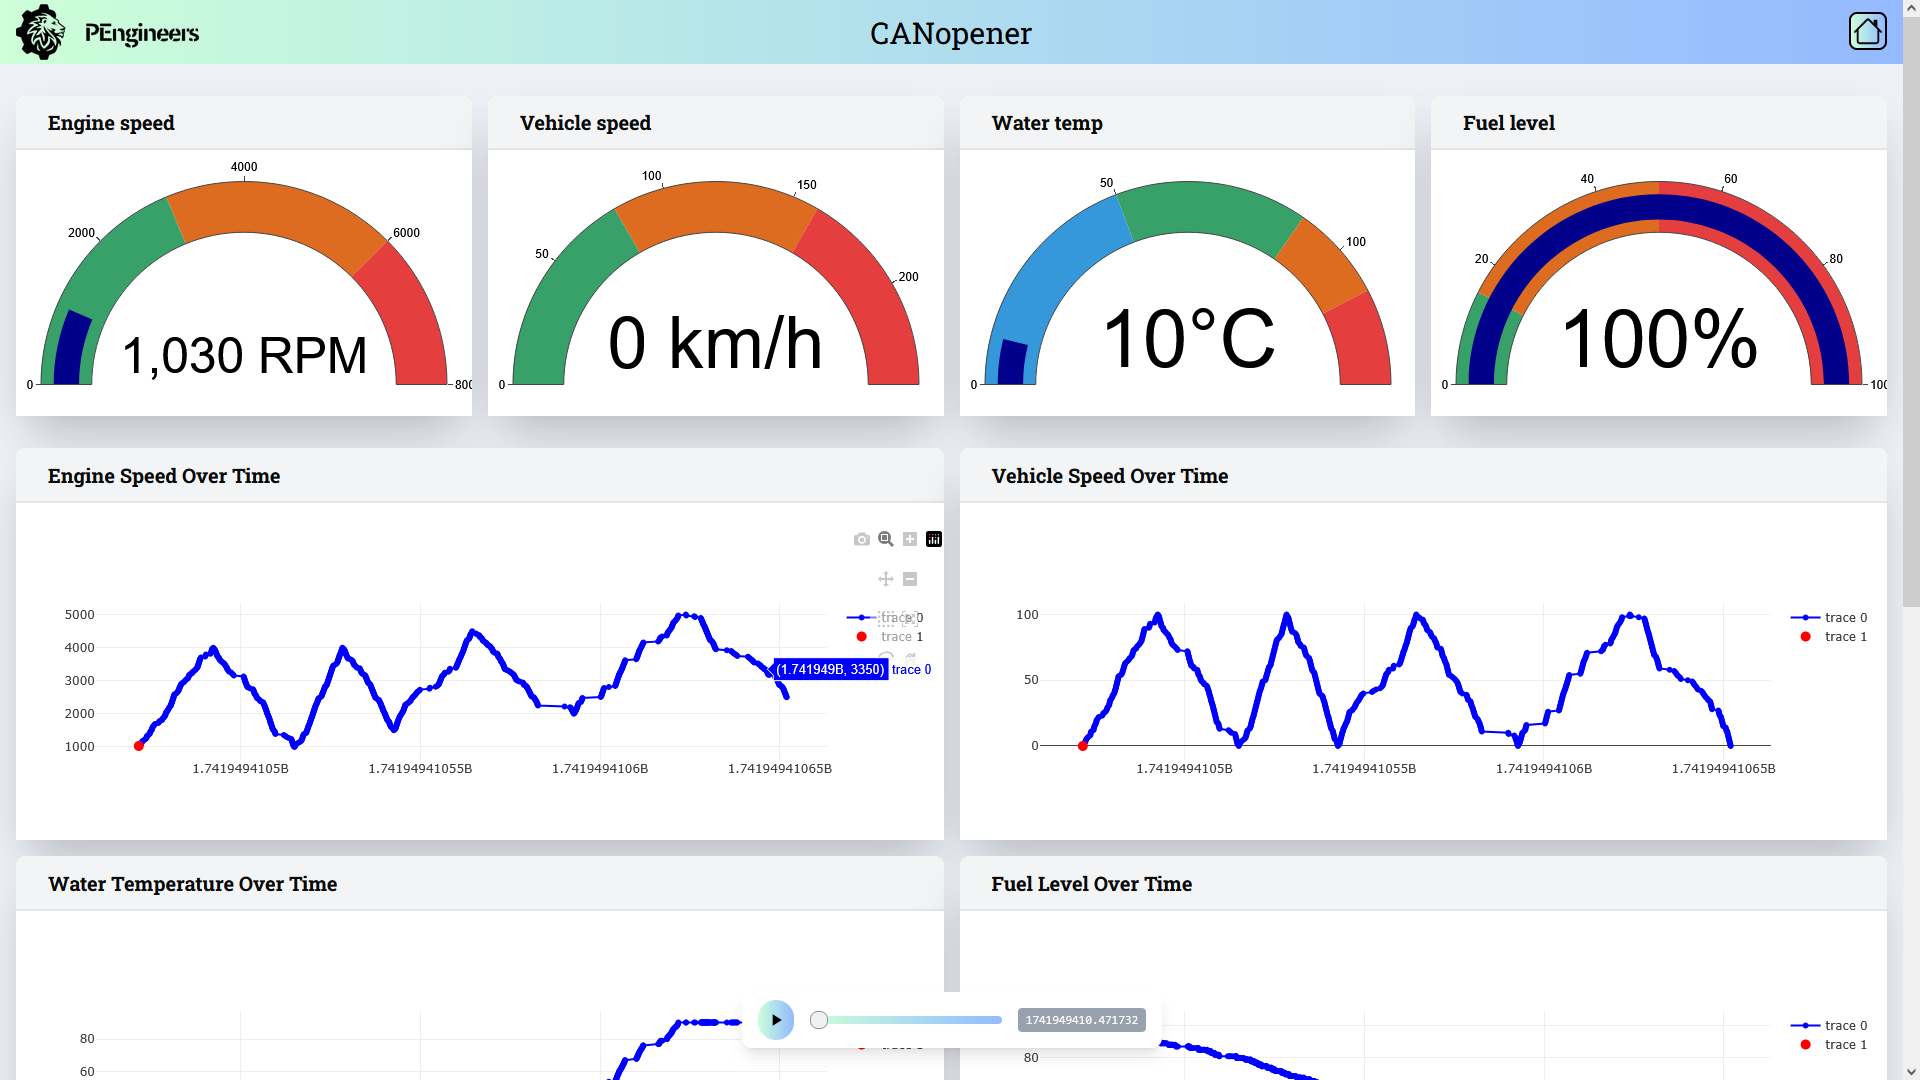 PEngineers
CANopener
Engine speed
Vehicle speed
Water temp
Fuel level
0
2000
4000
6000
800
1,030 RPM
0
50
100
150
200
0 km/h
0
50
100
10°C
0
20
40
60
80
100
100%
Engine Speed Over Time
Vehicle Speed Over Time
5000
4000
3000
2000
1000
1.7419494105B
1.74194941055B
1.7419494106B
1.74194941065B
trace 0
trace 1
(1.741949B, 3350)
trace 0
100
50
0
1.7419494105B
1.74194941055B
1.7419494106B
1.74194941065B
trace 0
trace 1
Water Temperature Over Time
Fuel Level Over Time
80
60
1741949410.471732
80
trace 0
trace 1